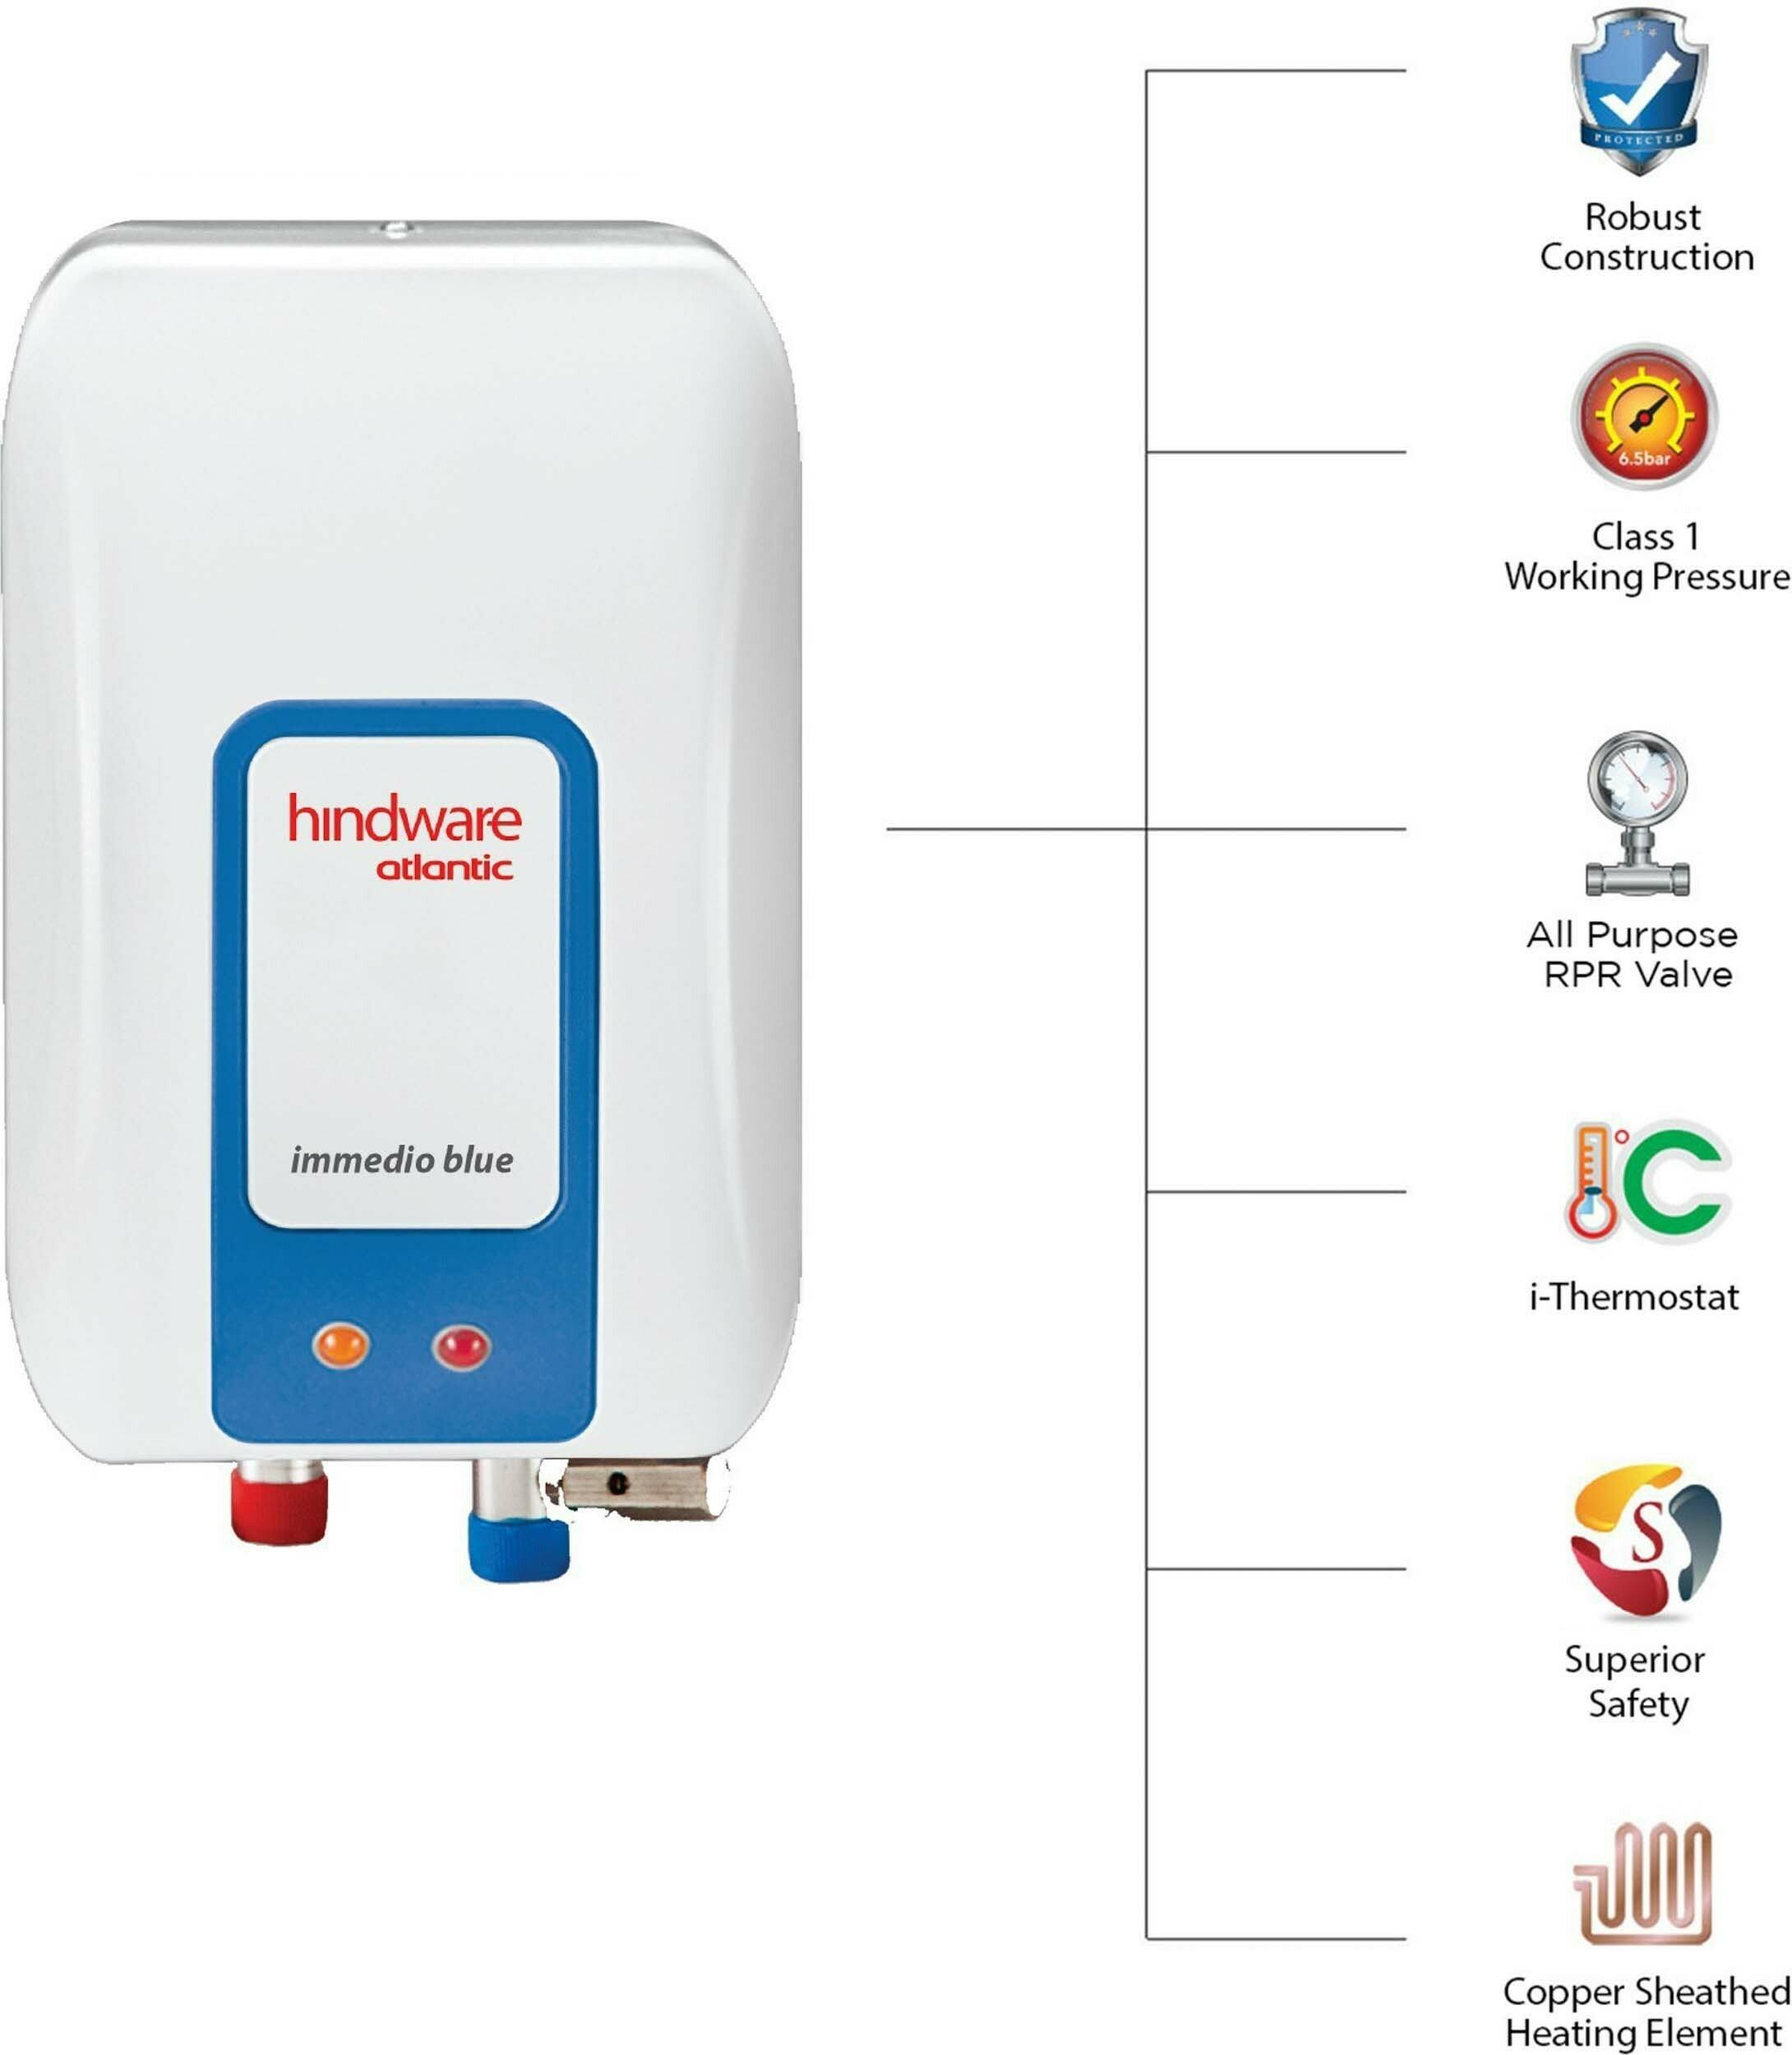 hindware
atlantic
immedio blue
PROTECTED
Robust
Construction
6.5bar
Class 1
Working Pressure
All Purpose
RPR Valve
°C
i-Thermostat
S
Superior
Safety
Copper Sheathed
Heating Element